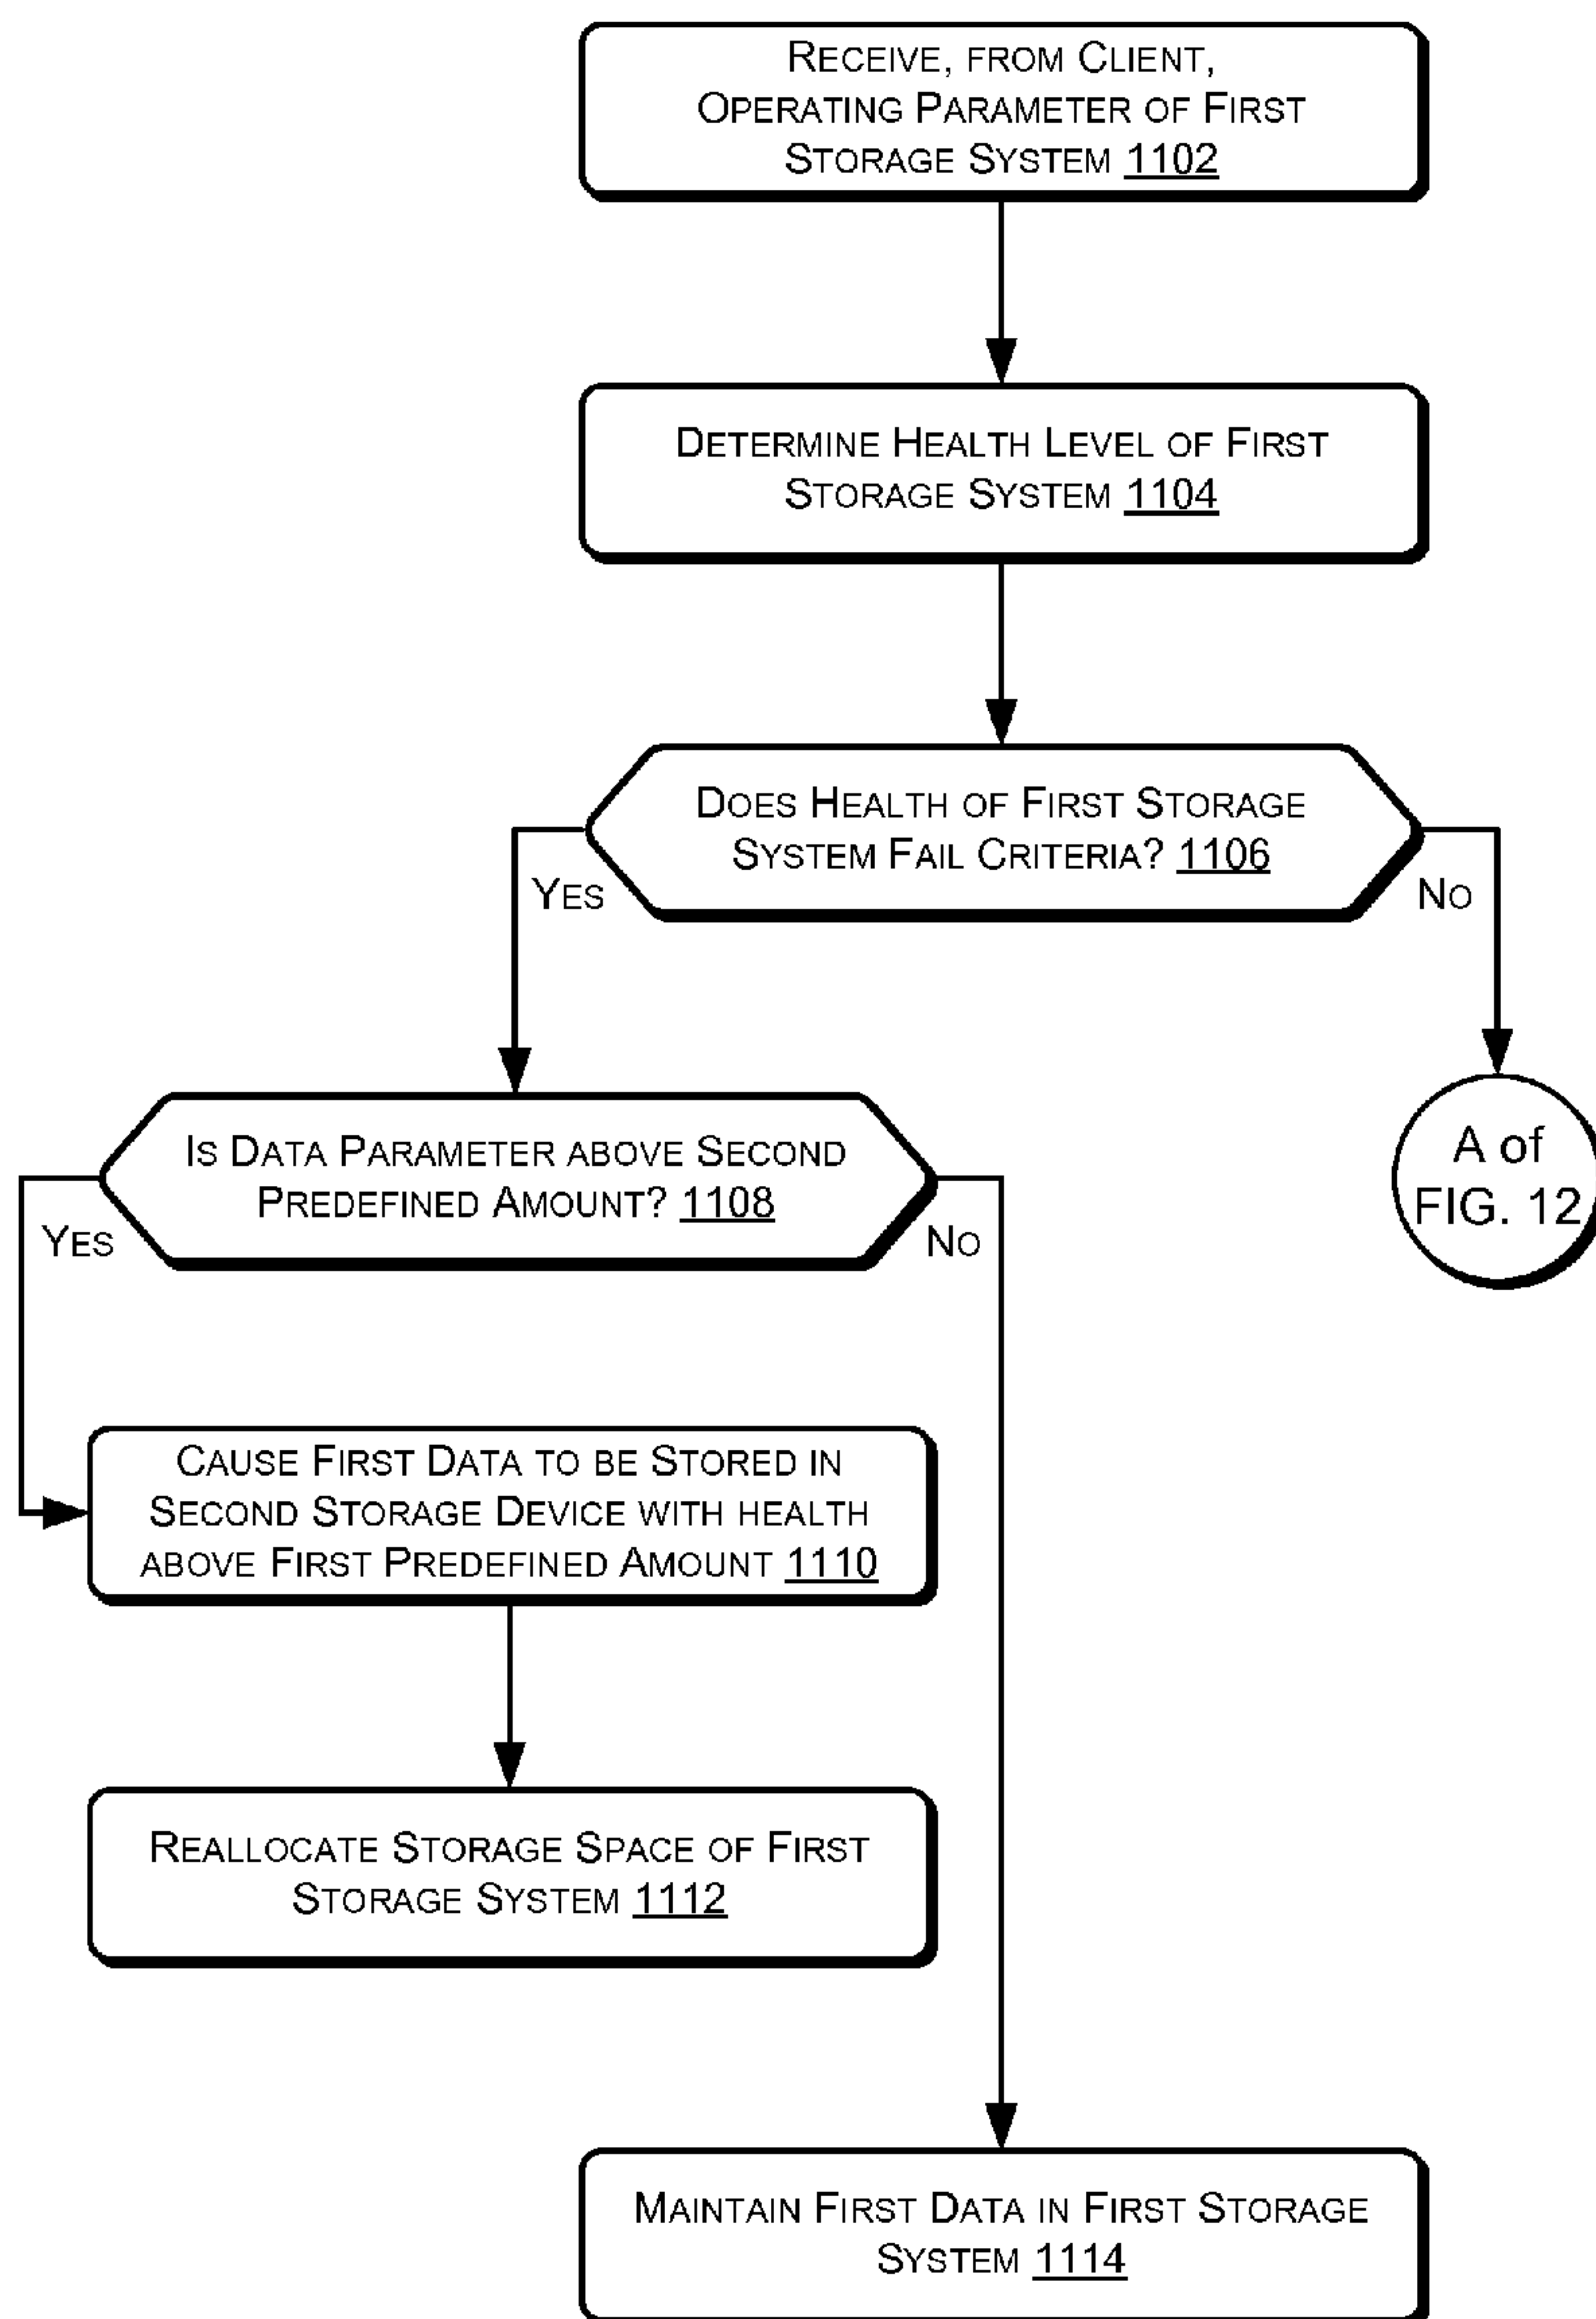 Receive, from Client,
Operating Parameter of First
Storage System 1102
Determine Health Level of First
Storage System 1104
Does Health of First Storage
System Fail Criteria? 1106
Yes
No
Is Data Parameter above Second
Predefined Amount? 1108
A of
FIG. 12
Yes
No
Cause First Data to be Stored in
Second Storage Device with health
above First Predefined Amount 1110
Reallocate Storage Space of First
Storage System 1112
Maintain First Data in First Storage
System 1114